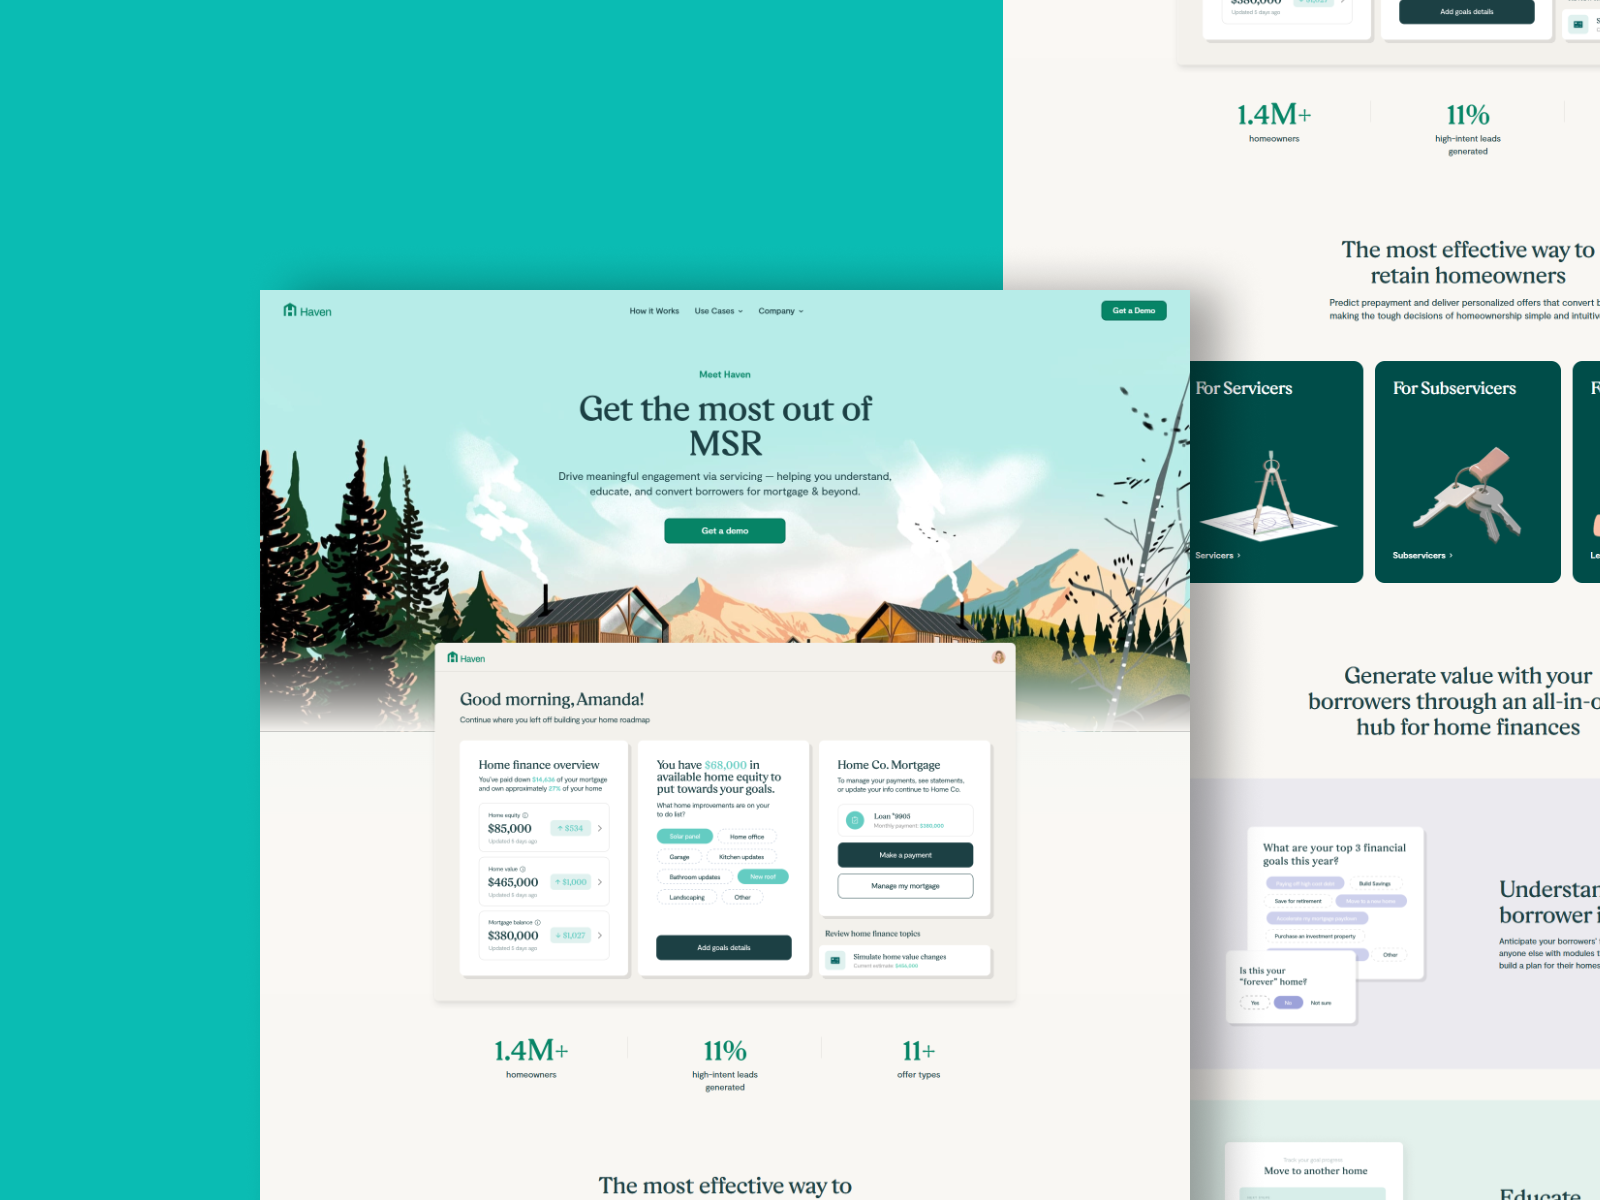 Haven
How it Works
Use Cases
Company
Get a Demo
Meet Haven
Get the most out of
MSR
Drive meaningful engagement via servicing — helping you understand,
educate, and convert borrowers for mortgage & beyond.
Get a demo
Haven
Good morning, Amanda!
Continue where you left off building your home roadmap
Home finance overview
You've paid down $14,636 of your mortgage
and own approximately 27% of your home
Home equity
$85,000
↑ $534
Updated 5 days ago
Home value
$465,000
↑ $1,000
Updated 5 days ago
Mortgage balance
$380,000
↓ $1,027
Updated 5 days ago
You have $68,000 in
available home equity to
put towards your goals.
What home improvements are on your
to do list?
Solar panel
Home office
Garage
Kitchen updates
Bathroom updates
New roof
Landscaping
Other
Add goals details
Home Co. Mortgage
To manage your payments, see statements,
or update your info continue to Home Co.
Loan *9905
Monthly payment:
Make a payment
Manage my mortgage
Review home finance topics
Simulate home value changes
Current estimate:
1.4M+
homeowners
11%
high-intent leads
generated
11+
offer types
The most effective way to
$380,000
Updated 5 days ago
Add goals details
1.4M+
homeowners
11%
high-intent leads
generated
The most effective way to
retain homeowners
Predict prepayment and deliver personalized offers that convert
making the tough decisions of homeownership simple and
For Servicers
Servicers
For Subservicers
Subservicers
Generate value with your
borrowers through an
hub for home finances
What are your top 3 financial
goals this year?
Paying off high rate debt
Build Savings
Save for retirement
Move to a new home
Accelerate my mortgage paydown
Purchase an investment property
Other
Is this your
"forever" home?
Yes
No
Not sure
borrower
Anticipate your borrowers'
anyone else with modules
build a plan for their homes
Track your goal progress
Move to another home
Educate